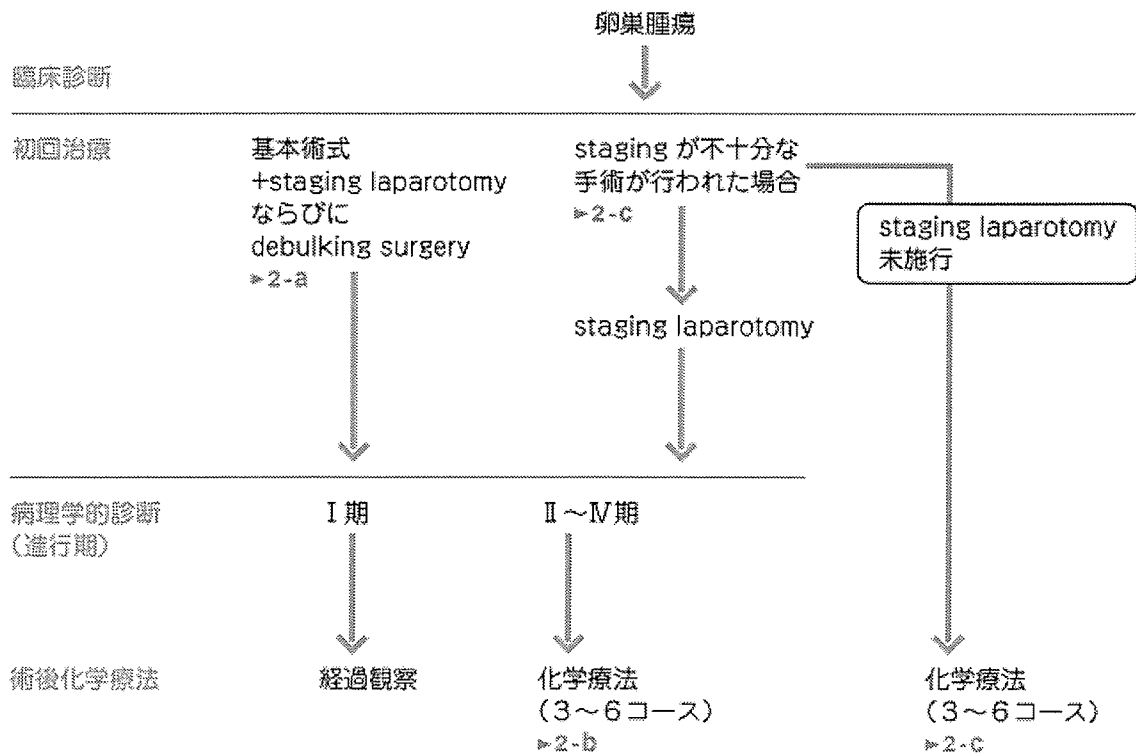 卵巣腫瘍
臨床診断
初回治療
基本術式
+staging laparotomy
ならびに
debulking surgery
▶2-a
staging が不十分な
手術が行われた場合
▶2-c
staging laparotomy
未施行
staging laparotomy
病理学的診断
(進行期)
Ⅰ期
Ⅱ～Ⅳ期
術後化学療法
経過観察
化学療法
(3～6コース)
▶2-b
化学療法
(3～6コース)
▶2-c